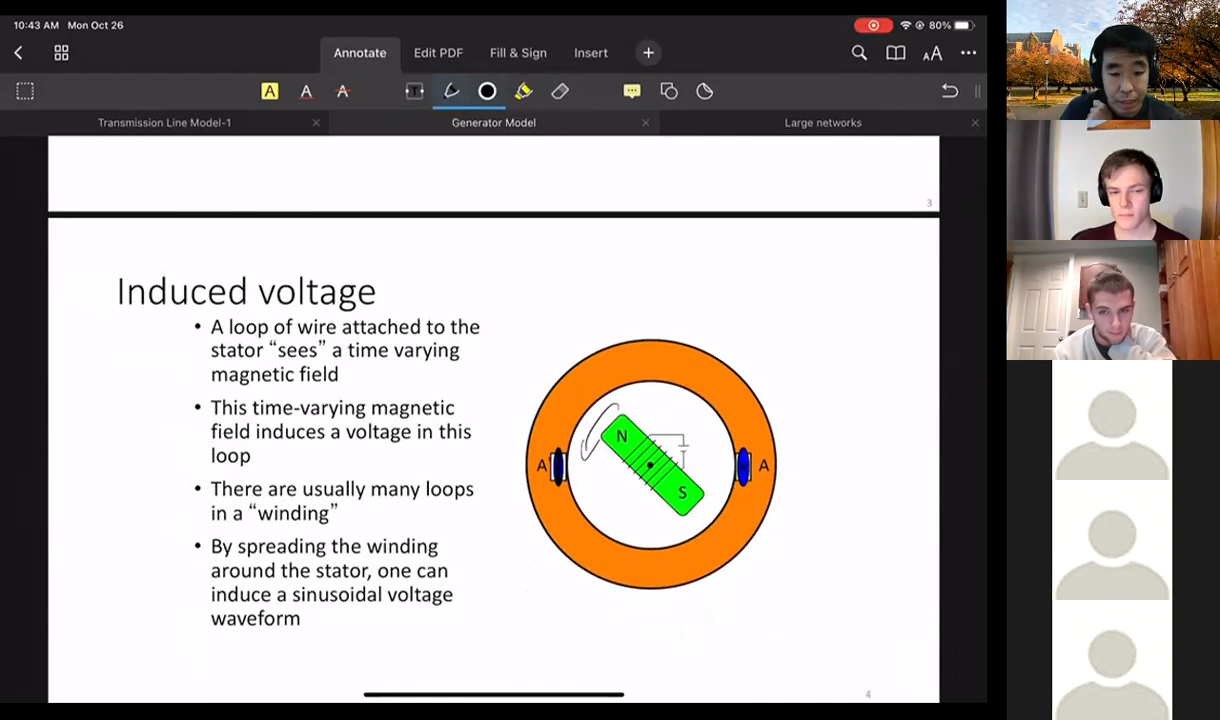 10:43 AM Mon Oct 26
80%
Annotate Edit PDF Fill & Sign Insert +
AA
A A A T
Transmission Line Model-1 × Generator Model × Large networks ×
3
Induced voltage
• A loop of wire attached to the
stator “sees” a time varying
magnetic field
• This time-varying magnetic
field induces a voltage in this
loop
• There are usually many loops
in a “winding”
• By spreading the winding
around the stator, one can
induce a sinusoidal voltage
waveform
N
A A
S
4